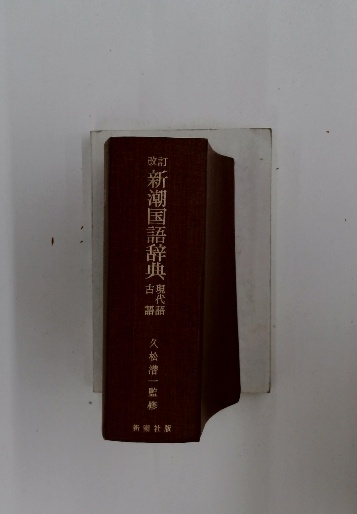 改訂
新潮国語辞典
現代語
古語
久松潜一監修
新潮社版